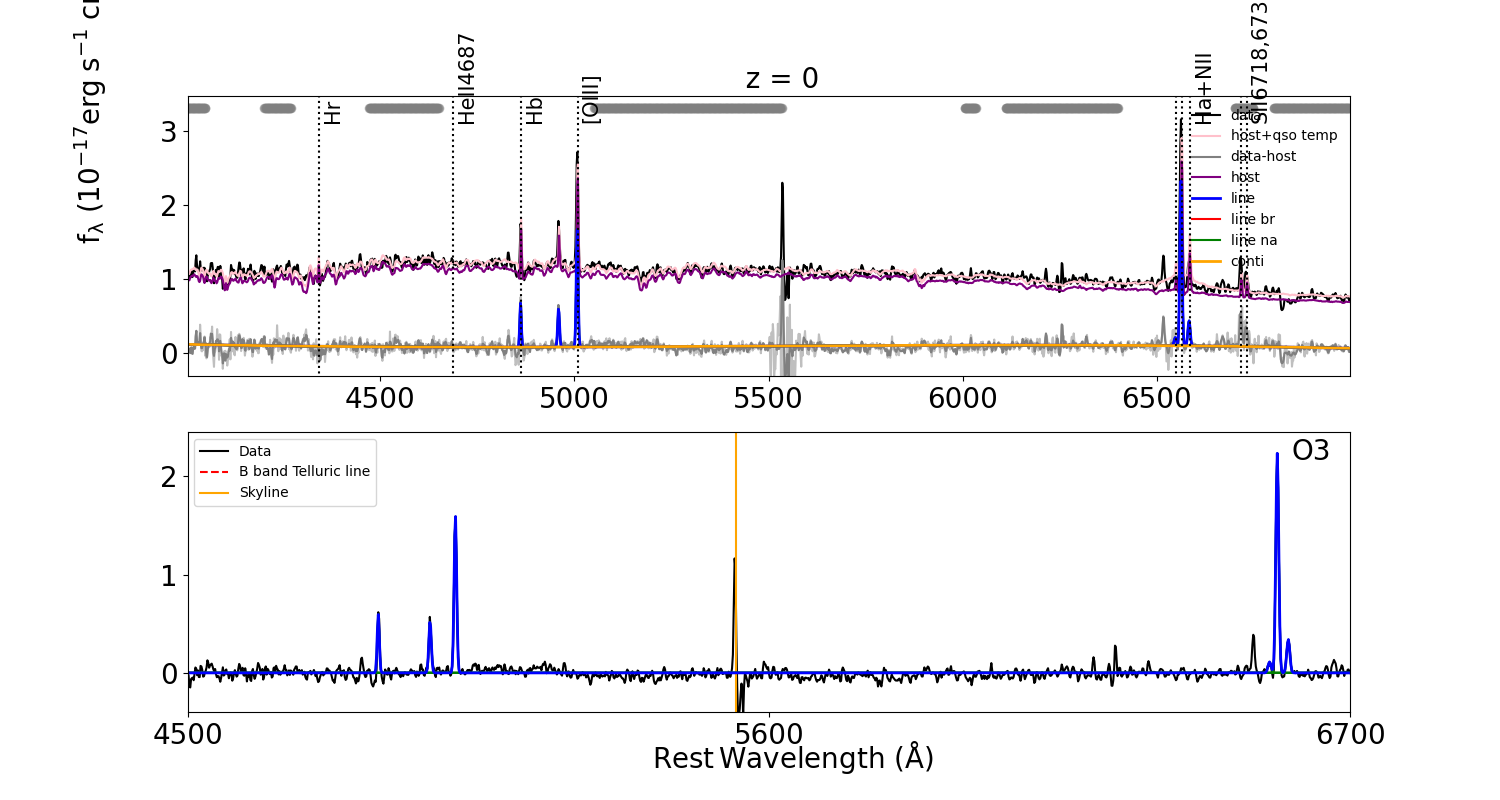 z = 0
f_λ (10^−17 erg s^−1 c
Hr
HeII4687
Hb
[OIII]
Ha+NII
SII6718,673
data
host+qso temp
data-host
host
line
line br
line na
conti
3
2
1
0
4500 5000 5500 6000 6500
O3
Data
B band Telluric line
Skyline
2
1
0
4500 5600 6700
Rest Wavelength (Å)